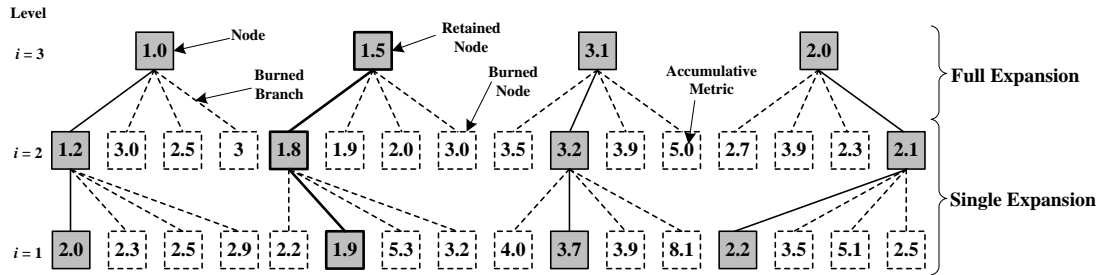 Level
Node
Retained
Node
i = 3
1.0 1.5 3.1 2.0
Burned
Branch
Burned
Node
Accumulative
Metric
Full Expansion
i = 2
1.2 3.0 2.5 3 1.8 1.9 2.0 3.0 3.5 3.2 3.9 5.0 2.7 3.9 2.3 2.1
Single Expansion
i = 1
2.0 2.3 2.5 2.9 2.2 1.9 5.3 3.2 4.0 3.7 3.9 8.1 2.2 3.5 5.1 2.5